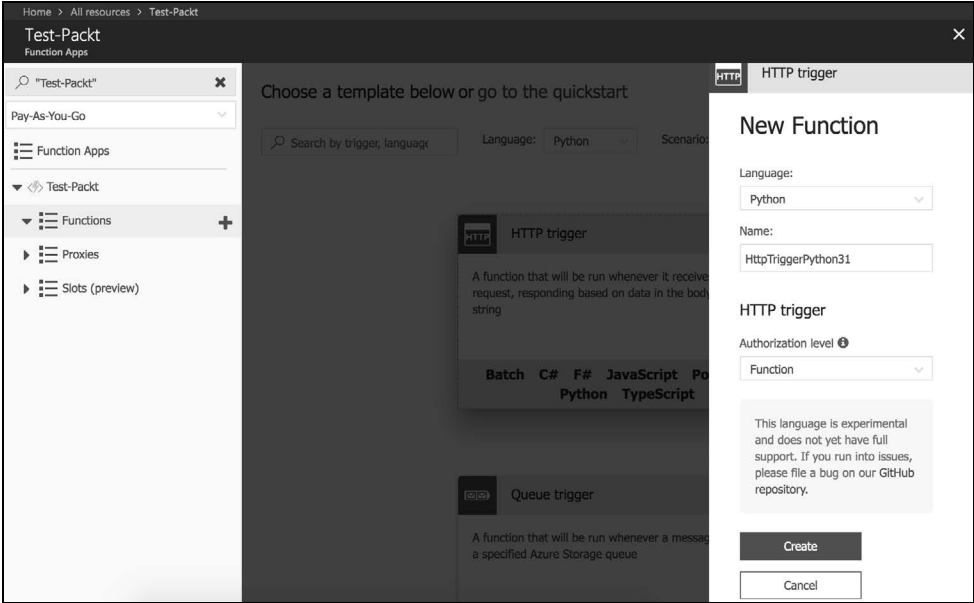 Home > All resources > Test-Packt
Test-Packt
Function Apps
"Test-Packt"
Pay-As-You-Go
Function Apps
Test-Packt
Functions
Proxies
Slots (preview)
Choose a template below or go to the quickstart
Search by trigger, language
Language: Python Scenario:
HTTP
HTTP trigger
A function that will be run whenever it receive
request, responding based on data in the body
string
Batch C# F# JavaScript Po
Python TypeScript
Queue trigger
A function that will be run whenever a messag
a specified Azure Storage queue
HTTP
HTTP trigger
New Function
Language:
Python
Name:
HttpTriggerPython31
HTTP trigger
Authorization level
Function
This language is experimental
and does not yet have full
support. If you run into issues,
please file a bug on our GitHub
repository.
Create
Cancel